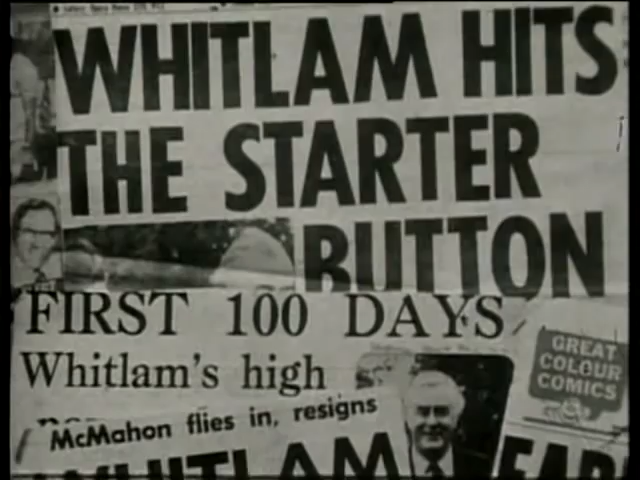 WHITLAM HITS
THE STARTER
BUTTON
FIRST 100 DAYS
Whitlam's high
McMahon flies in, resigns
GREAT
COLOUR
COMICS
WHITLAM